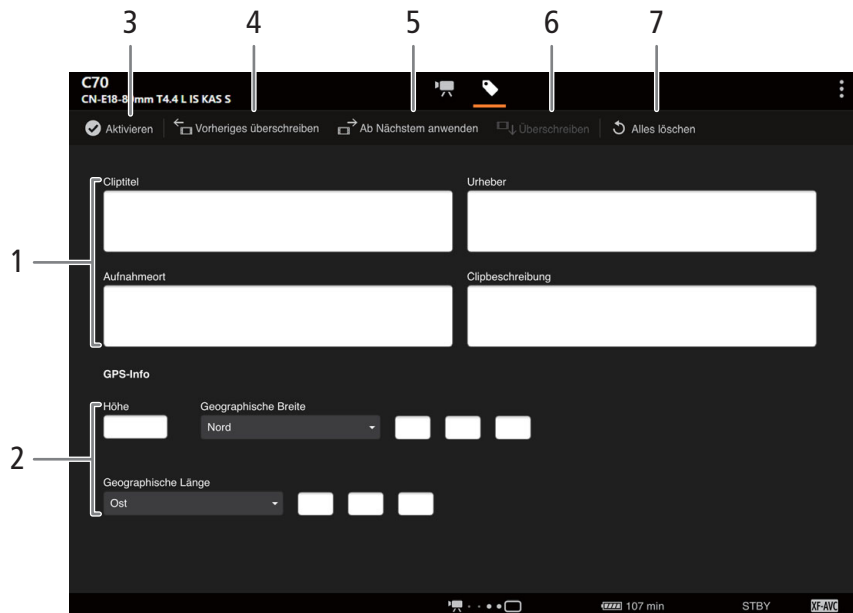 3 4 5 6 7
C70
CN-E18-80mm T4.4 L IS KAS S
Aktivieren Vorheriges überschreiben Ab Nächstem anwenden Überschreiben Alles löschen
Cliptitel Urheber
1
Aufnahmeort Clipbeschreibung
GPS-Info
Höhe Geographische Breite
Nord
2
Geographische Länge
Ost
107 min STBY XF-AVC